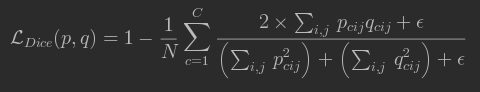 $\mathcal{L}_{Dice}(p, q) = 1 - \frac{1}{N} \sum_{c=1}^{C} \frac{2 \times \sum_{i,j} p_{cij} q_{cij} + \epsilon}{\left(\sum_{i,j} p_{cij}^2\right) + \left(\sum_{i,j} q_{cij}^2\right) + \epsilon}$